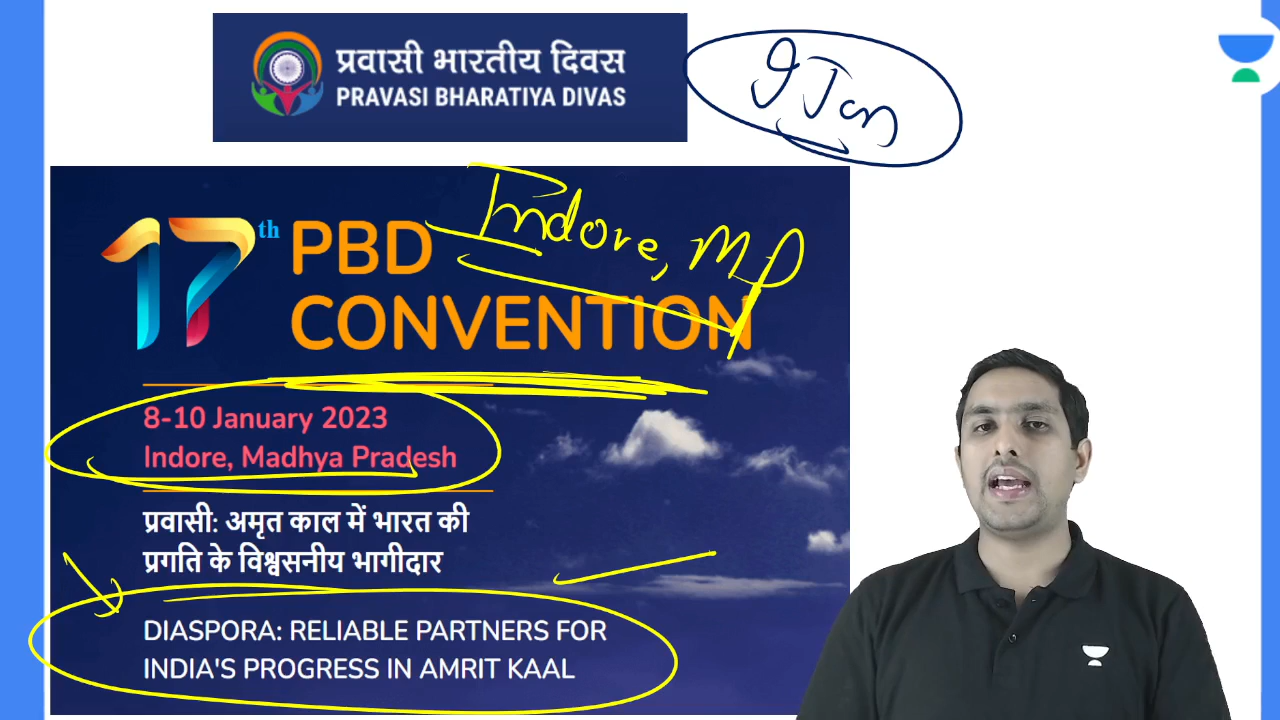 प्रवासी भारतीय दिवस
PRAVASI BHARATIYA DIVAS
9 Jan
Indore, MP
17th PBD
CONVENTION
8-10 January 2023
Indore, Madhya Pradesh
प्रवासी: अमृत काल में भारत की
प्रगति के विश्वसनीय भागीदार
DIASPORA: RELIABLE PARTNERS FOR
INDIA'S PROGRESS IN AMRIT KAAL